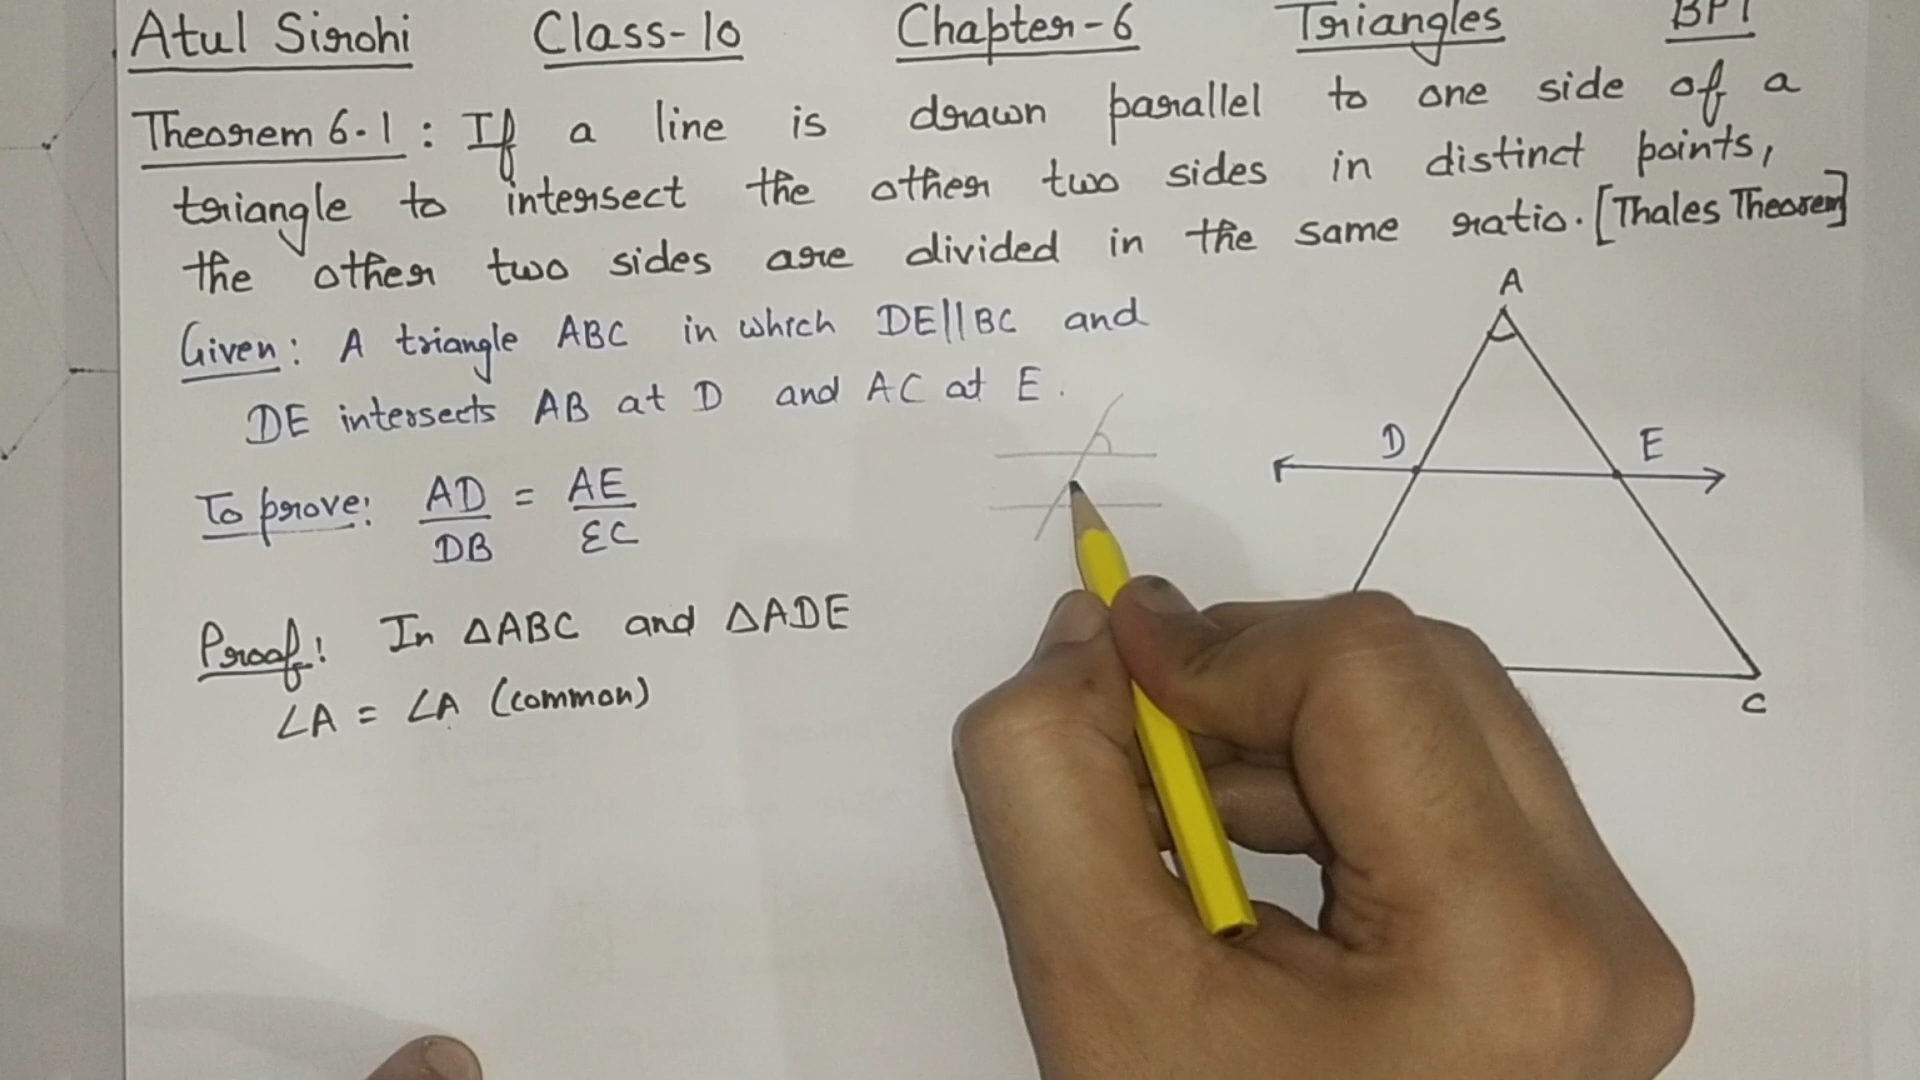 Atul Sirohi Class-10 Chapter-6 Triangles BPT
Theorem 6.1 : If a line is drawn parallel to one side of a
triangle to intersect the other two sides in distinct points,
the other two sides are divided in the same ratio. [Thales Theorem]
Given: A triangle ABC in which DE||BC and
DE intersects AB at D and AC at E.
To prove: AD/DB = AE/EC
Proof: In △ABC and △ADE
∠A = ∠A (common)
A
D E
C